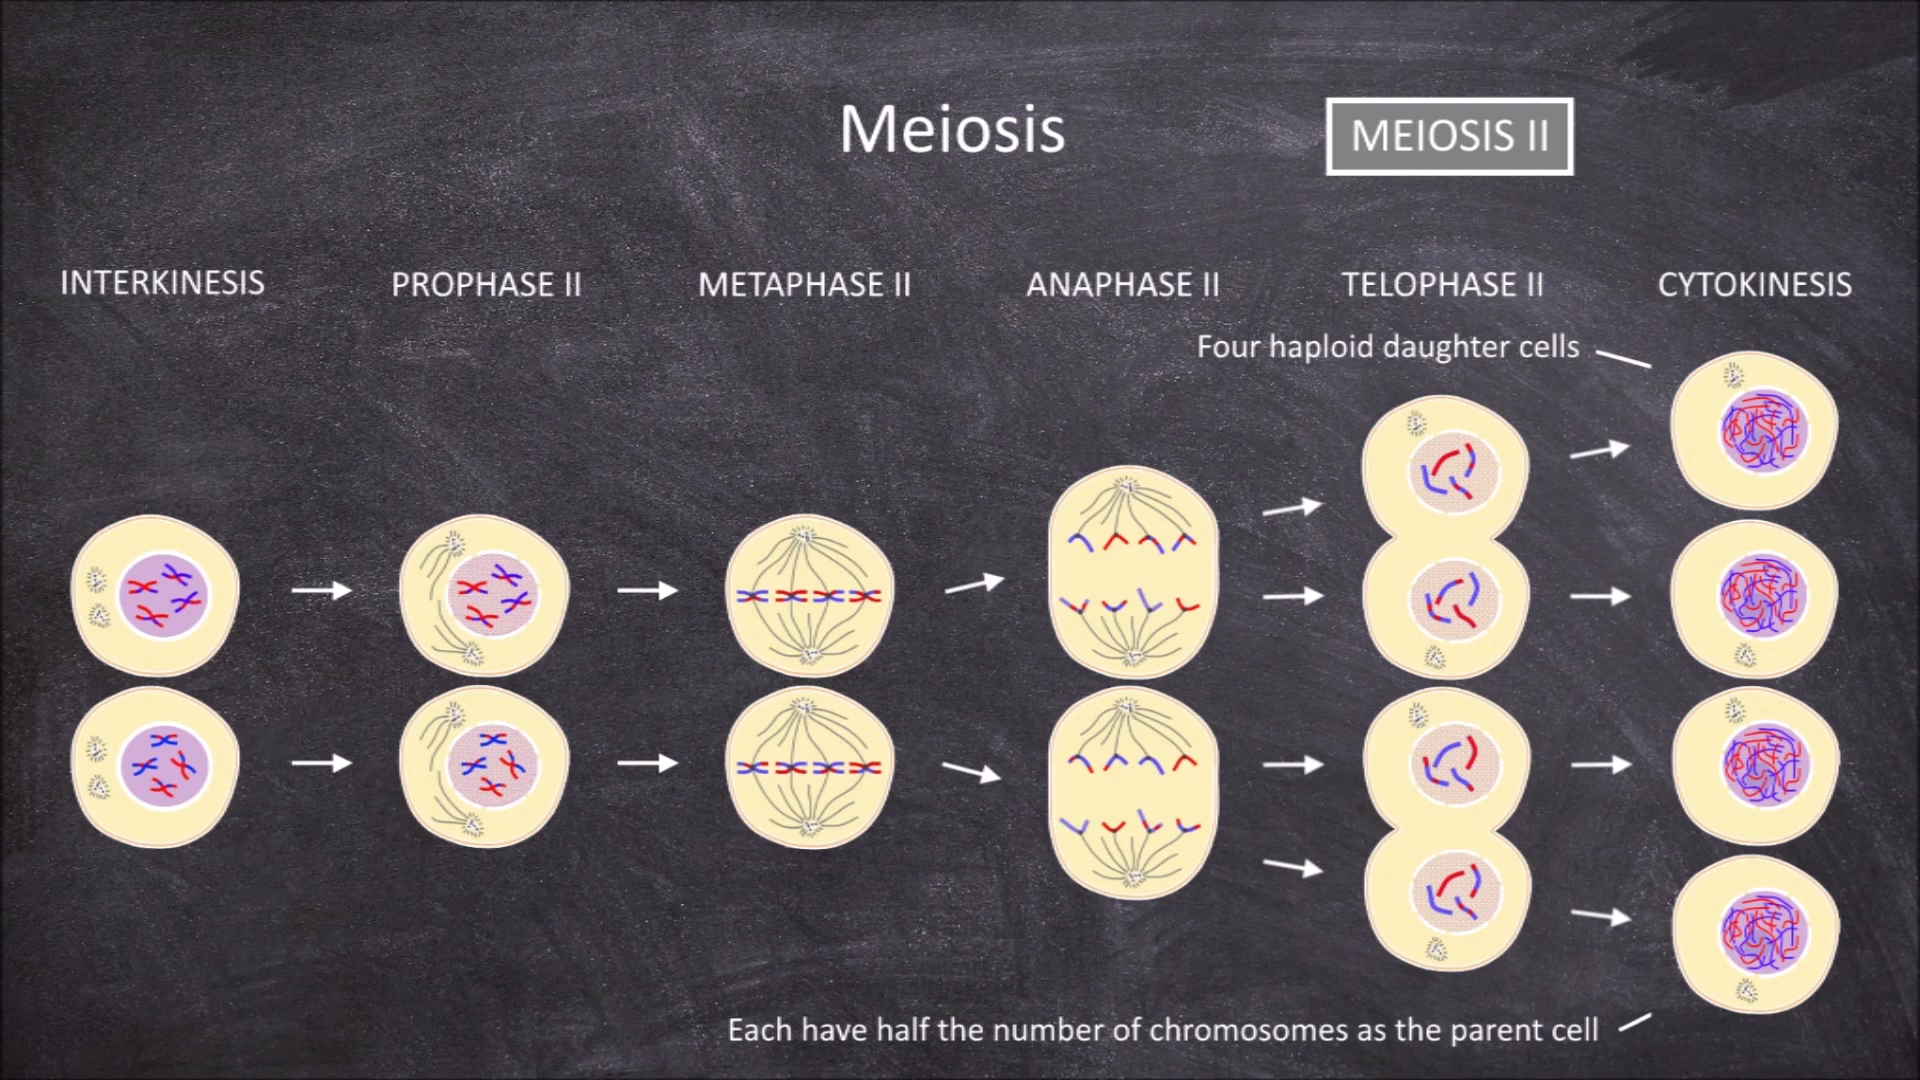 Meiosis
MEIOSIS II
INTERKINESIS
PROPHASE II
METAPHASE II
ANAPHASE II
TELOPHASE II
CYTOKINESIS
Four haploid daughter cells
Each have half the number of chromosomes as the parent cell